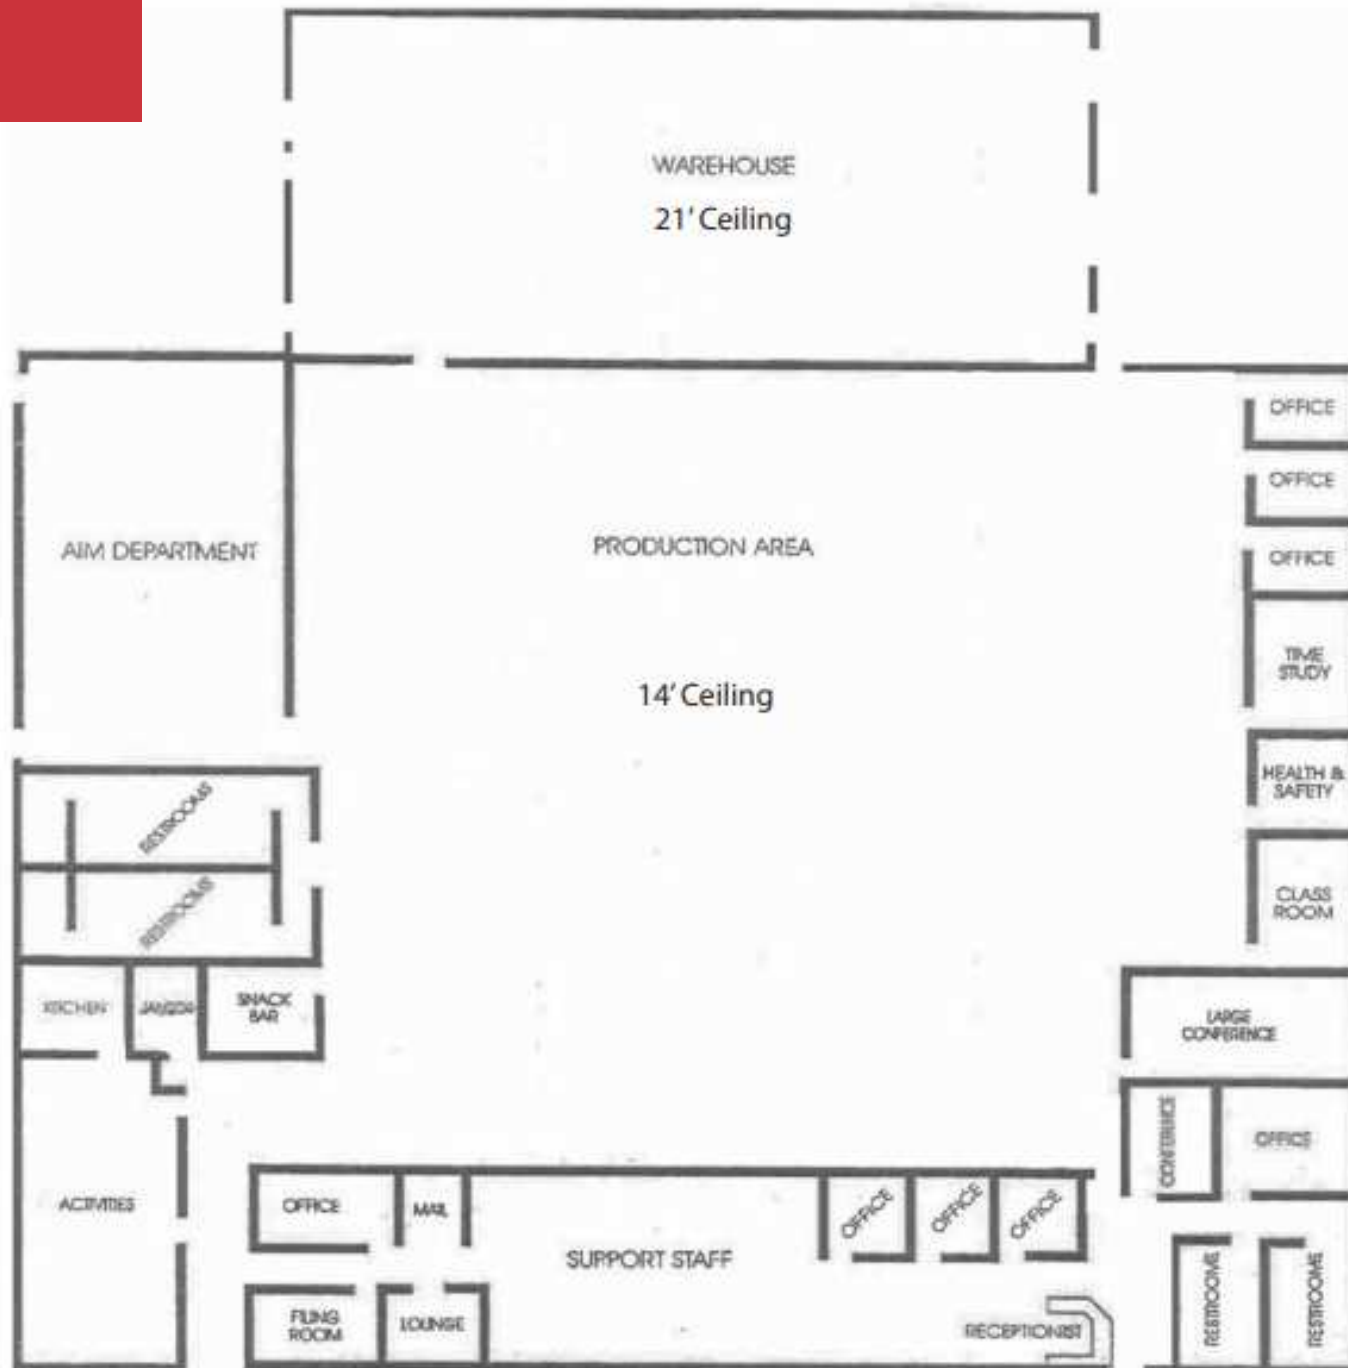 WAREHOUSE
21' Ceiling
OFFICE
OFFICE
AIM DEPARTMENT
PRODUCTION AREA
OFFICE
TIME
STUDY
14' Ceiling
HEALTH &
SAFETY
RESTROOMS
RESTROOMS
CLASS
ROOM
KITCHEN
SNACK
BAR
LARGE
CONFERENCE
CONFERENCE
OFFICE
ACTIVITIES
OFFICE
MAIL
OFFICE
OFFICE
OFFICE
SUPPORT STAFF
FILING
ROOM
LOUNGE
RECEPTIONIST
RESTROOMS
RESTROOMS